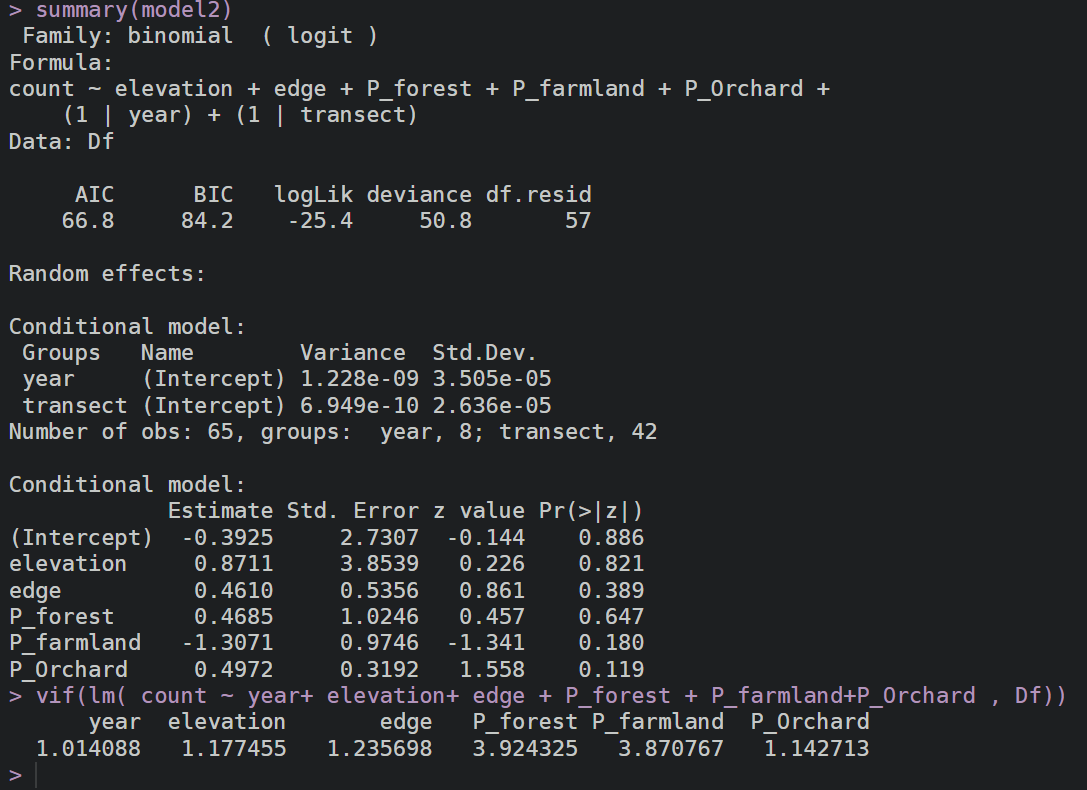 > summary(model2)
 Family: binomial  ( logit )
Formula:
count ~ elevation + edge + P_forest + P_farmland + P_Orchard +
    (1 | year) + (1 | transect)
Data: Df

     AIC      BIC   logLik deviance df.resid
    66.8     84.2    -25.4     50.8       57

Random effects:

Conditional model:
 Groups   Name        Variance  Std.Dev.
 year     (Intercept) 1.228e-09 3.505e-05
 transect (Intercept) 6.949e-10 2.636e-05
Number of obs: 65, groups:  year, 8; transect, 42

Conditional model:
            Estimate Std. Error z value Pr(>|z|)
(Intercept)  -0.3925     2.7307  -0.144    0.886
elevation     0.8711     3.8539   0.226    0.821
edge          0.4610     0.5356   0.861    0.389
P_forest      0.4685     1.0246   0.457    0.647
P_farmland   -1.3071     0.9746  -1.341    0.180
P_Orchard     0.4972     0.3192   1.558    0.119
> vif(lm( count ~ year+ elevation+ edge + P_forest + P_farmland+P_Orchard , Df))
      year  elevation       edge   P_forest P_farmland  P_Orchard
  1.014088   1.177455   1.235698   3.924325   3.870767   1.142713
>